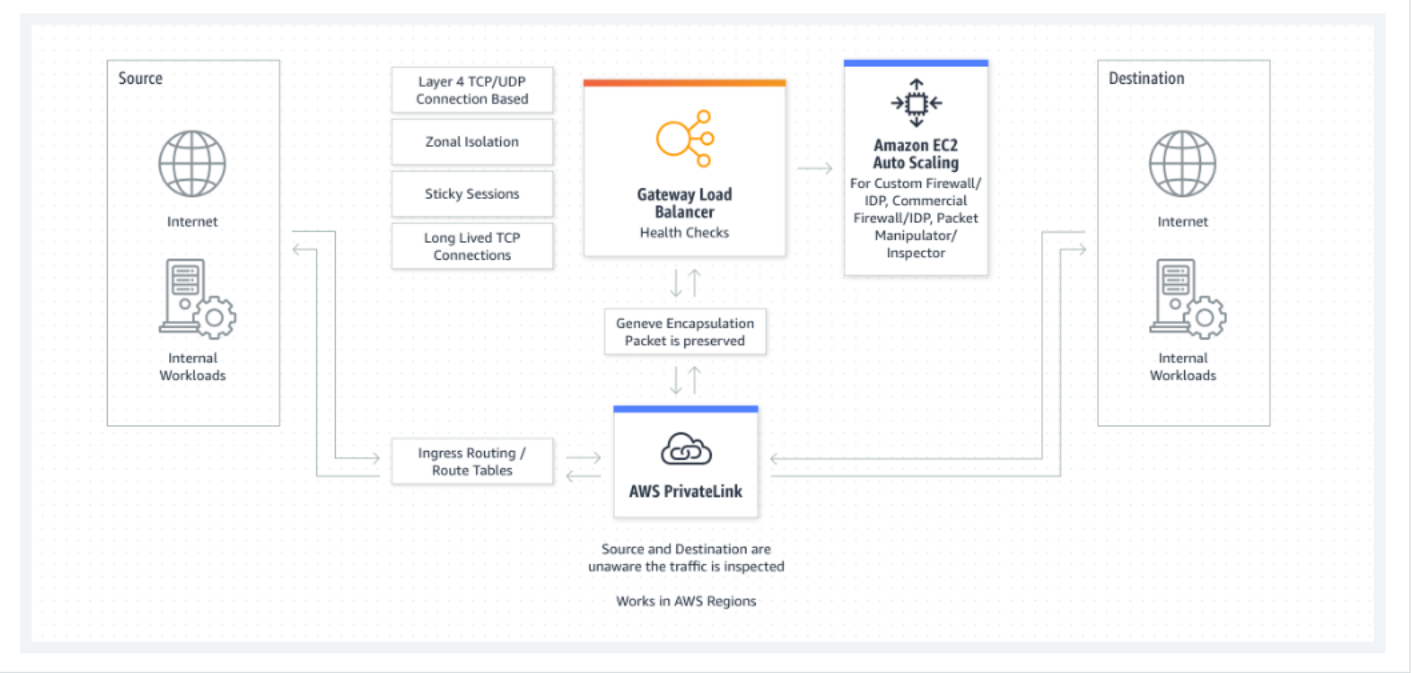 Source
Internet
Internal
Workloads
Layer 4 TCP/UDP
Connection Based
Zonal Isolation
Sticky Sessions
Long Lived TCP
Connections
Gateway Load
Balancer
Health Checks
Amazon EC2
Auto Scaling
For Custom Firewall/
IDP, Commercial
Firewall/IDP, Packet
Manipulator/
Inspector
Geneve Encapsulation
Packet is preserved
Ingress Routing /
Route Tables
AWS PrivateLink
Source and Destination are
unaware the traffic is inspected
Works in AWS Regions
Destination
Internet
Internal
Workloads